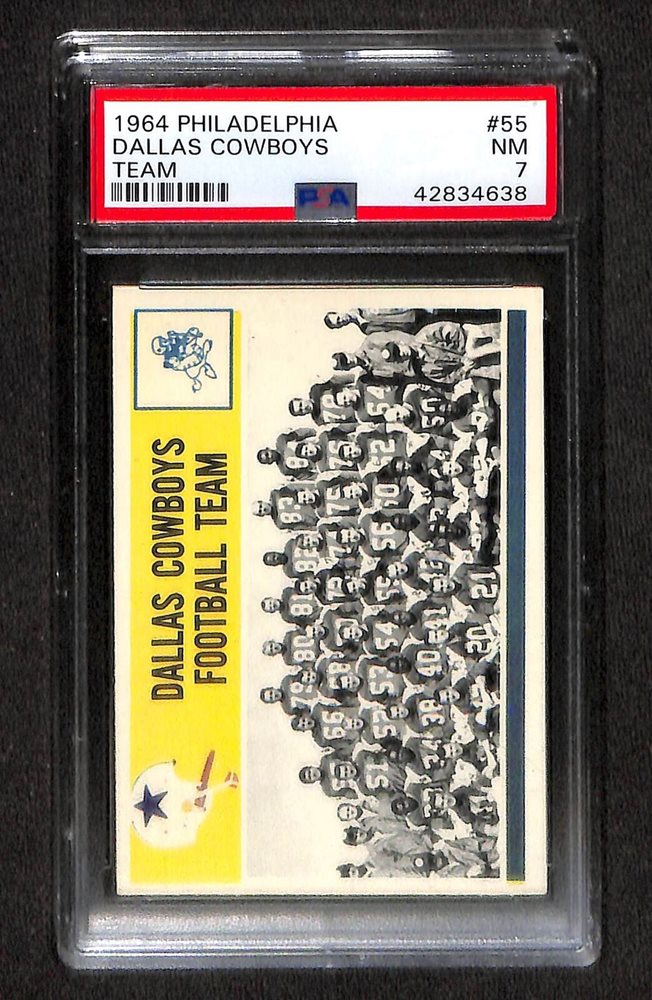 1964 PHILADELPHIA #55
DALLAS COWBOYS NM
TEAM 7
PSA 42834638
DALLAS COWBOYS
FOOTBALL TEAM